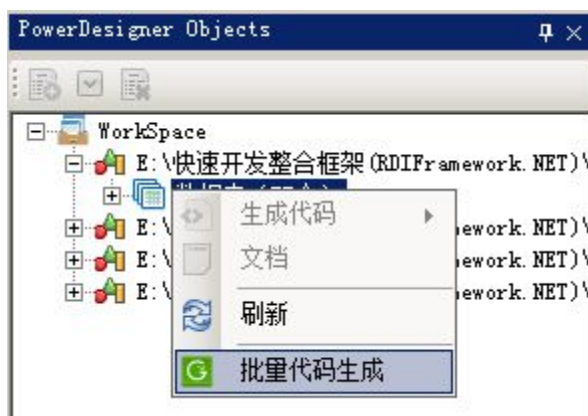 PowerDesigner Objects
WorkSpace
E:\快速开发整合框架(RDIFramework.NET)\
E:\
生成代码
ework.NET)\
E:\
文档
ework.NET)\
E:\
刷新
ework.NET)\
批量代码生成